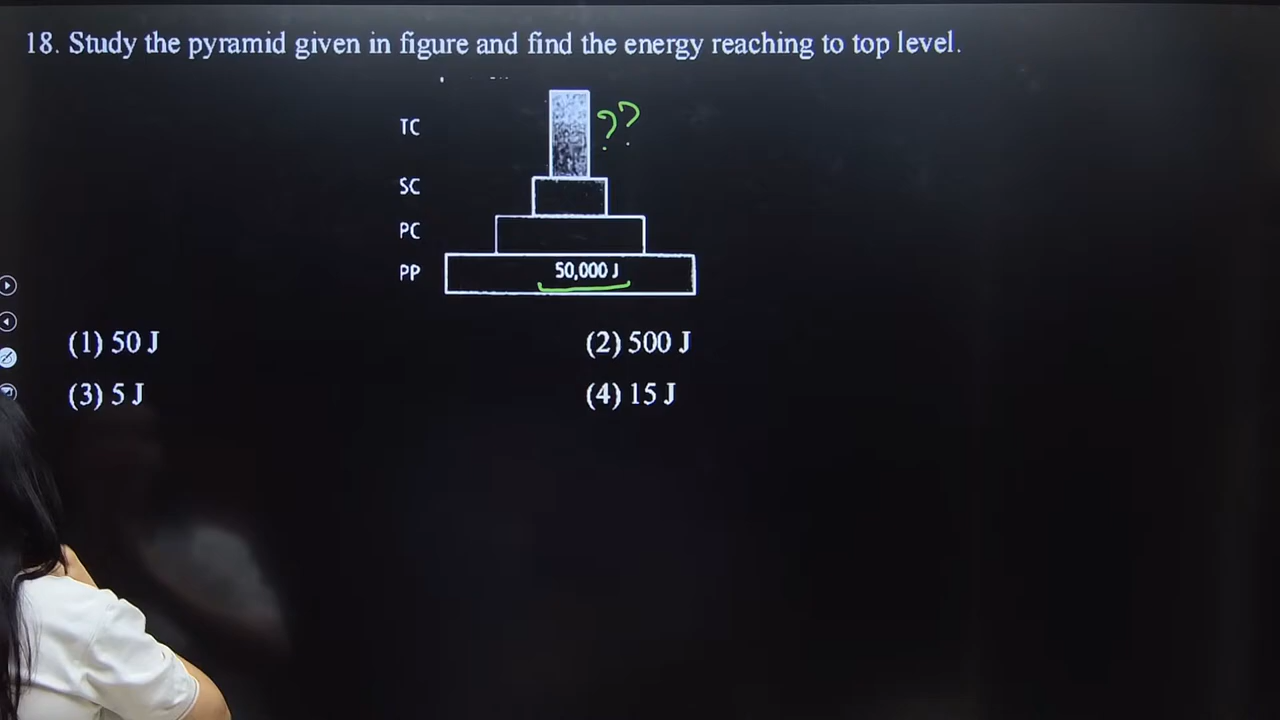 18. Study the pyramid given in figure and find the energy reaching to top level.
TC
??
SC
PC
PP
50,000 J
(1) 50 J
(2) 500 J
(3) 5 J
(4) 15 J